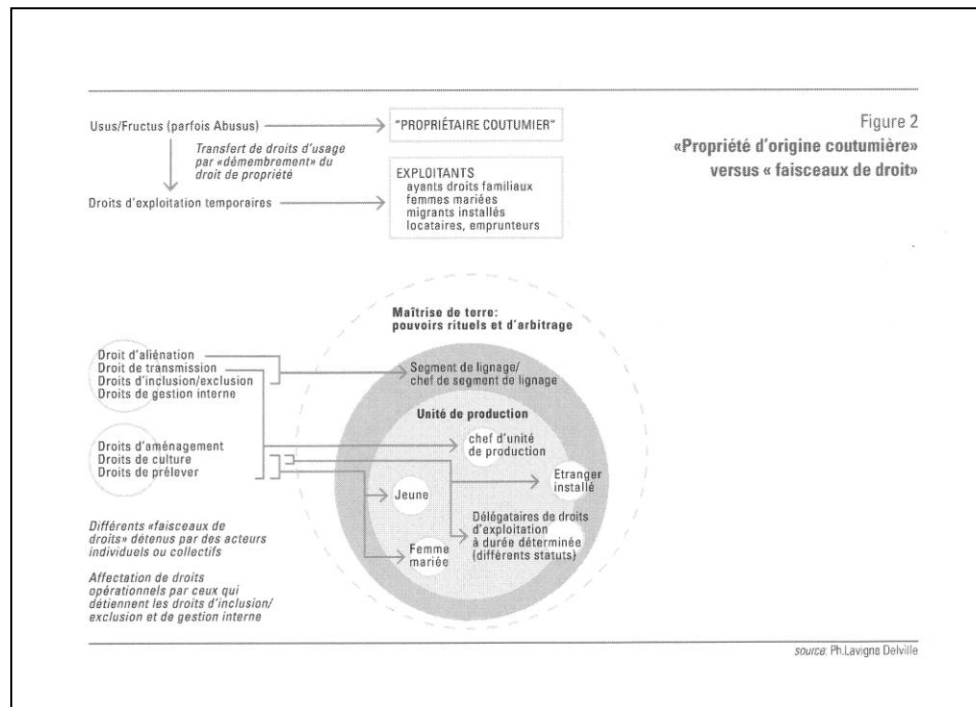 Figure 2
«Propriété d'origine coutumière»
versus « faisceaux de droit»
Usus/Fructus (parfois Abusus)
"PROPRIÉTAIRE COUTUMIER"
Transfert de droits d'usage
par «démembrement» du
droit de propriété
Droits d'exploitation temporaires
EXPLOITANTS
ayants droits familiaux
femmes mariées
migrants installés
locataires, emprunteurs
Maîtrise de terre:
pouvoirs rituels et d'arbitrage
Droit d'aliénation
Droit de transmission
Droits d'inclusion/exclusion
Droits de gestion interne
Segment de lignage/
chef de segment de lignage
Unité de production
chef d'unité
de production
Droits d'aménagement
Droits de culture
Droits de prélever
Etranger
installé
Jeune
Délégataires de droits
d'exploitation
à durée déterminée
(différents statuts)
Femme
mariée
Différents «faisceaux de
droits» détenus par des acteurs
individuels ou collectifs
Affectation de droits
opérationnels par ceux qui
détiennent les droits d'inclusion/
exclusion et de gestion interne
source: Ph.Lavigne Delville